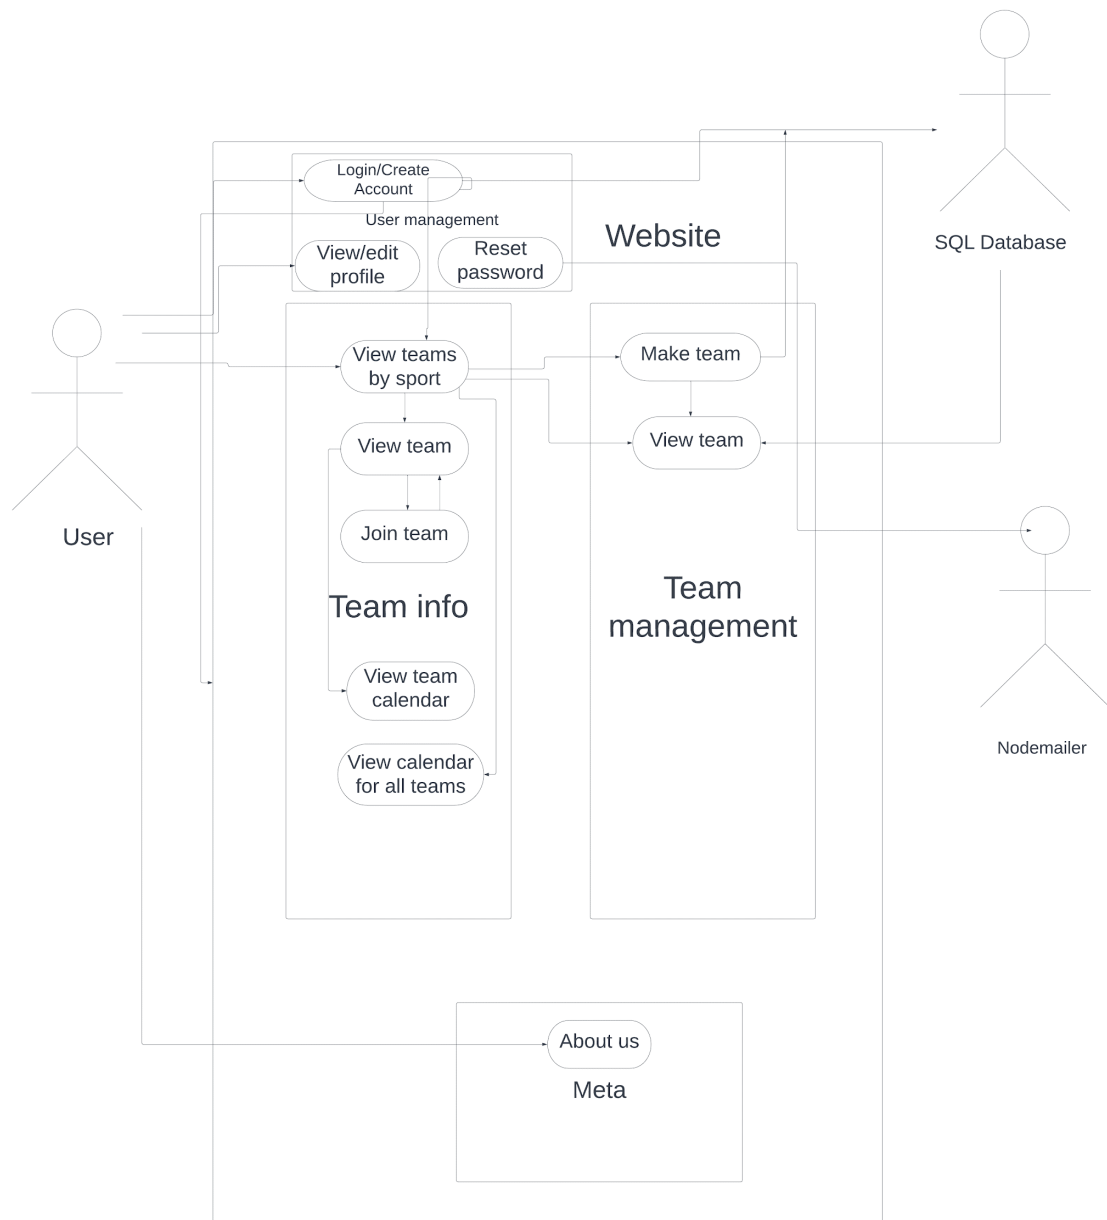 Login/Create
Account
User management
Website
SQL Database
View/edit
profile
Reset
password
View teams
by sport
Make team
View team
View team
Join team
User
Team info
Team
management
View team
calendar
Nodemailer
View calendar
for all teams
About us
Meta